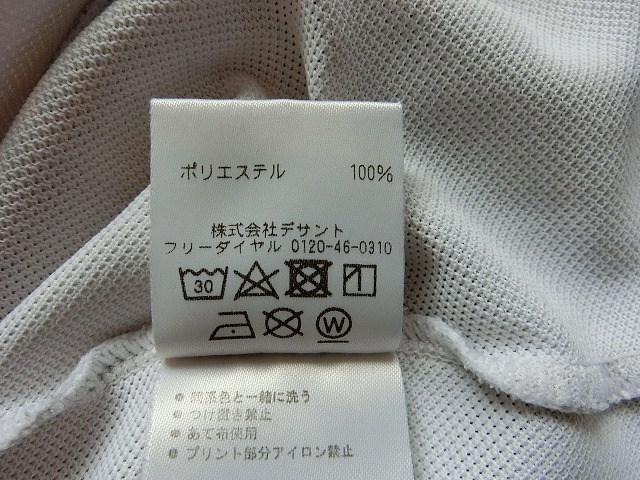 ポリエステル 100%
株式会社デサント
フリーダイヤル 0120-46-0310
30
W
● 同系色と一緒に洗う
● つけ置き禁止
● あて布使用
● プリント部分アイロン禁止